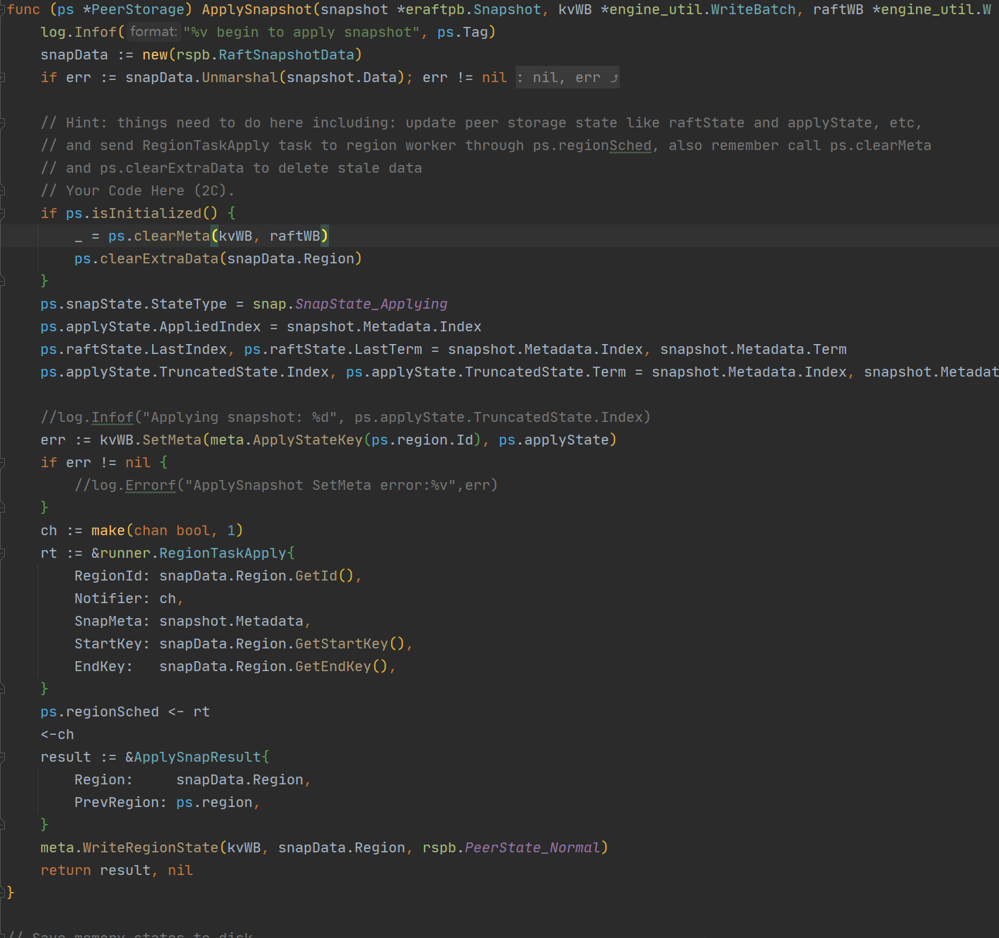 func (ps *PeerStorage) ApplySnapshot(snapshot *eraftpb.Snapshot, kvWB *engine_util.WriteBatch, raftWB *engine_util.W
    log.Infof( format: "%v begin to apply snapshot", ps.Tag)
    snapData := new(rspb.RaftSnapshotData)
    if err := snapData.Unmarshal(snapshot.Data); err != nil : nil, err ⤴

    // Hint: things need to do here including: update peer storage state like raftState and applyState, etc,
    // and send RegionTaskApply task to region worker through ps.regionSched, also remember call ps.clearMeta
    // and ps.clearExtraData to delete stale data
    // Your Code Here (2C).
    if ps.isInitialized() {
        _ = ps.clearMeta(kvWB, raftWB)
        ps.clearExtraData(snapData.Region)
    }
    ps.snapState.StateType = snap.SnapState_Applying
    ps.applyState.AppliedIndex = snapshot.Metadata.Index
    ps.raftState.LastIndex, ps.raftState.LastTerm = snapshot.Metadata.Index, snapshot.Metadata.Term
    ps.applyState.TruncatedState.Index, ps.applyState.TruncatedState.Term = snapshot.Metadata.Index, snapshot.Metadat

    //log.Infof("Applying snapshot: %d", ps.applyState.TruncatedState.Index)
    err := kvWB.SetMeta(meta.ApplyStateKey(ps.region.Id), ps.applyState)
    if err != nil {
        //log.Errorf("ApplySnapshot SetMeta error:%v",err)
    }
    ch := make(chan bool, 1)
    rt := &runner.RegionTaskApply{
        RegionId: snapData.Region.GetId(),
        Notifier: ch,
        SnapMeta: snapshot.Metadata,
        StartKey: snapData.Region.GetStartKey(),
        EndKey:   snapData.Region.GetEndKey(),
    }
    ps.regionSched <- rt
    <-ch
    result := &ApplySnapResult{
        Region:     snapData.Region,
        PrevRegion: ps.region,
    }
    meta.WriteRegionState(kvWB, snapData.Region, rspb.PeerState_Normal)
    return result, nil
}

// Save memory states to disk